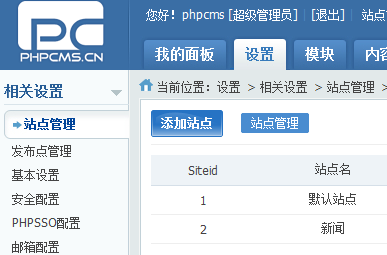 PC
PHPCMS.CN
您好！phpcms [超级管理员] | [退出] | 站点
我的面板 设置 模块 内容
相关设置
当前位置：设置 > 相关设置 > 站点管理 >
站点管理
添加站点 站点管理
发布点管理
基本设置
Siteid 站点名
安全配置
1 默认站点
PHPSSO配置
2 新闻
邮箱配置